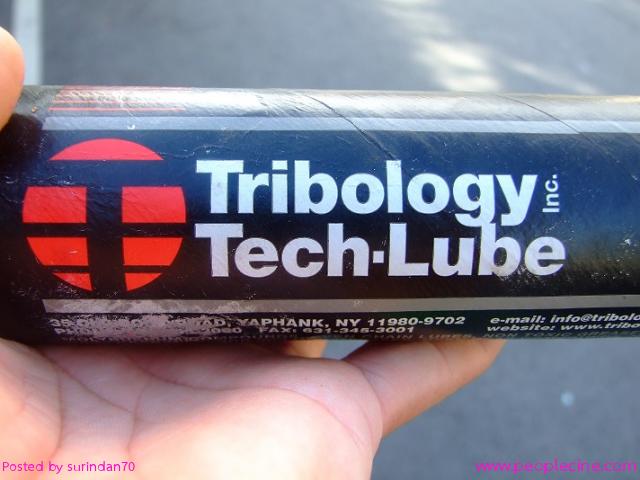 Tribology Inc.
Tech-Lube
YAPHANK, NY 11980-9702
FAX: 631-345-3001
e-mail: info@tribolo
website: www.tribo
Posted by surindan70
www.peoplecine.com